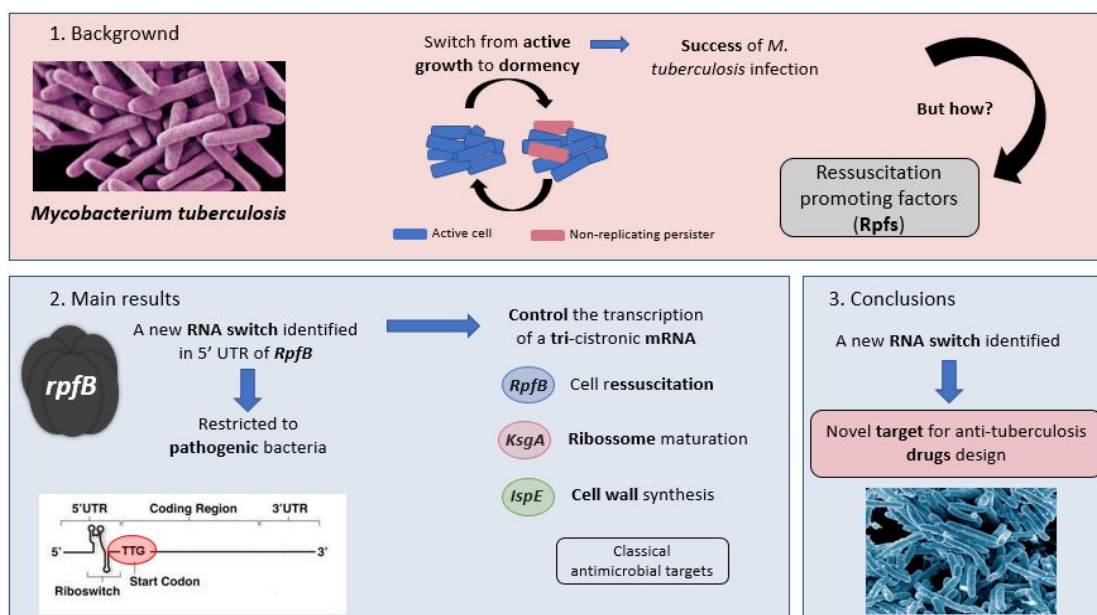 1. Backgrownd
Mycobacterium tuberculosis
Switch from active
growth to dormency
Success of M.
tuberculosis infection
But how?
Ressuscitation
promoting factors
(Rpfs)
Active cell
Non-replicating persister
2. Main results
rpfB
A new RNA switch identified
in 5' UTR of RpfB
Restricted to
pathogenic bacteria
5'UTR
Coding Region
3'UTR
5'
TTG
3'
Riboswitch
Start Codon
Control the transcription
of a tri-cistronic mRNA
RpfB
Cell ressuscitation
KsgA
Ribossome maturation
IspE
Cell wall synthesis
Classical
antimicrobial targets
3. Conclusions
A new RNA switch identified
Novel target for anti-tuberculosis
drugs design